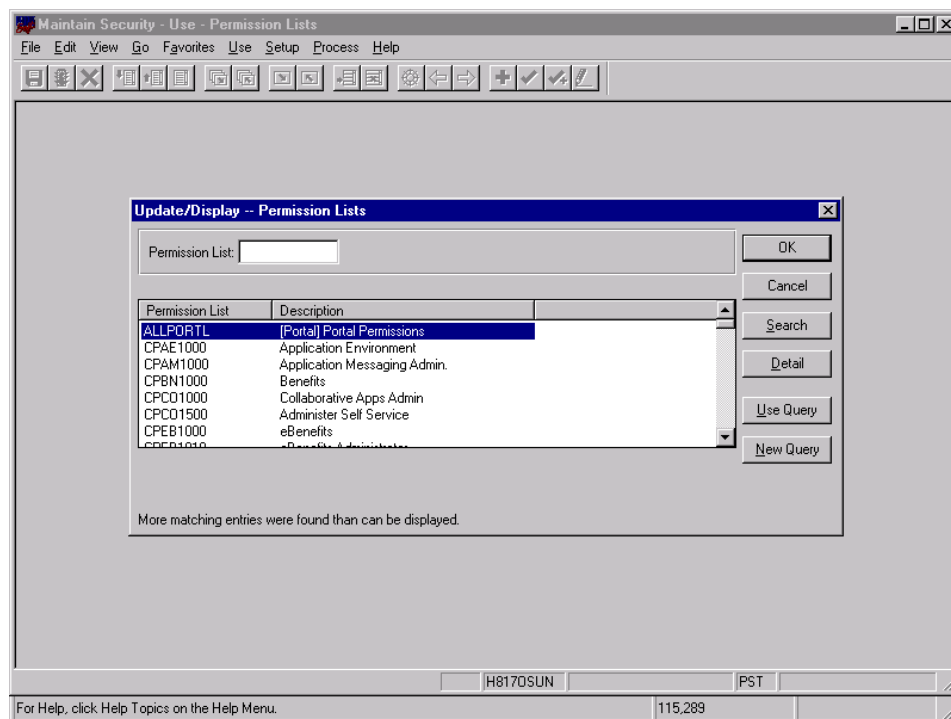 Maintain Security - Use - Permission Lists
File Edit View Go Favorites Use Setup Process Help
Update/Display -- Permission Lists
Permission List:
OK
Cancel
Search
Detail
Use Query
New Query
Permission List Description
ALLPORTL [Portal] Portal Permissions
CPAE1000 Application Environment
CPAM1000 Application Messaging Admin.
CPBN1000 Benefits
CPCO1000 Collaborative Apps Admin
CPCO1500 Administer Self Service
CPEB1000 eBenefits
CPEB1010 eBenefits Administrator
More matching entries were found than can be displayed.
H817OSUN PST
For Help, click Help Topics on the Help Menu. 115,289